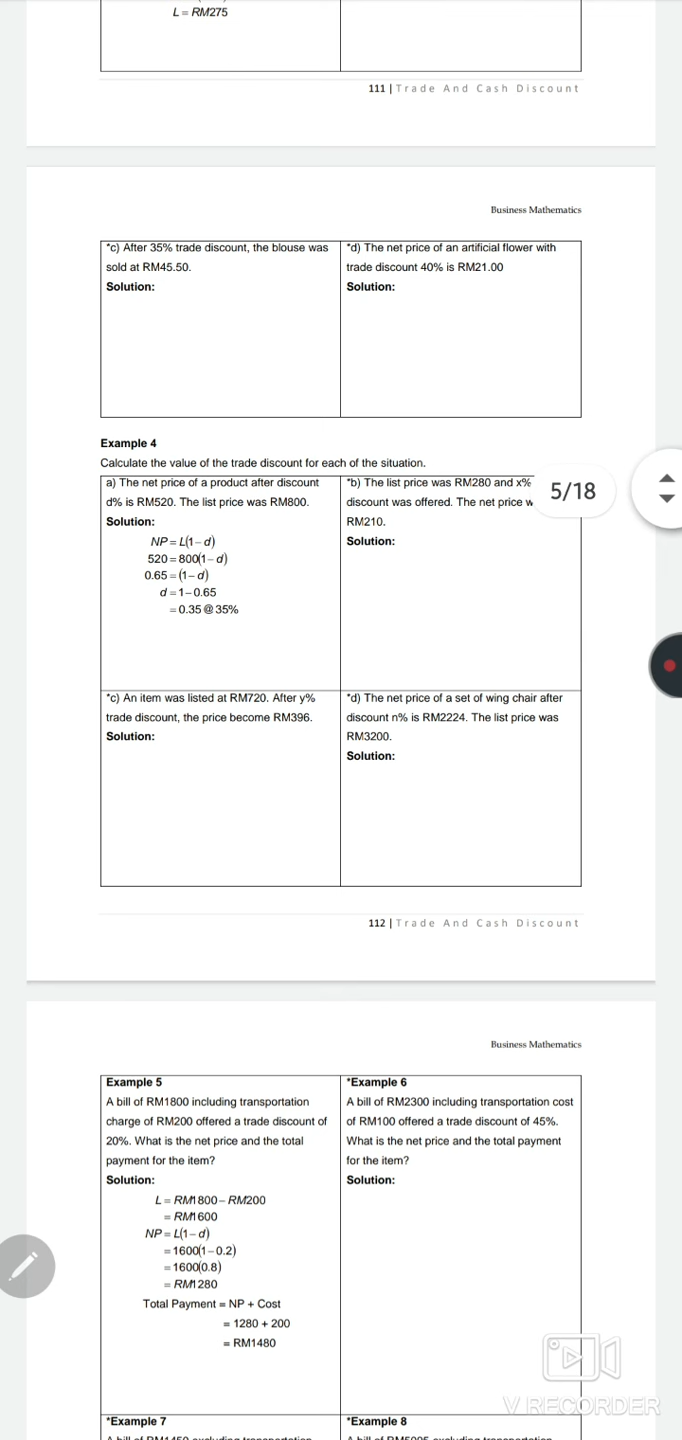 L = RM275
111 | Trade And Cash Discount
Business Mathematics
*c) After 35% trade discount, the blouse was
sold at RM45.50.
Solution:
*d) The net price of an artificial flower with
trade discount 40% is RM21.00
Solution:
Example 4
Calculate the value of the trade discount for each of the situation.
a) The net price of a product after discount
d% is RM520. The list price was RM800.
Solution:
NP = L(1 – d)
520 = 800(1 – d)
0.65 = (1 – d)
d = 1 – 0.65
= 0.35 @ 35%
*b) The list price was RM280 and x%
discount was offered. The net price w
RM210.
Solution:
5/18
*c) An item was listed at RM720. After y%
trade discount, the price become RM396.
Solution:
*d) The net price of a set of wing chair after
discount n% is RM2224. The list price was
RM3200.
Solution:
112 | Trade And Cash Discount
Business Mathematics
Example 5
A bill of RM1800 including transportation
charge of RM200 offered a trade discount of
20%. What is the net price and the total
payment for the item?
Solution:
L = RM1800 – RM200
= RM1600
NP = L(1 – d)
= 1600(1 – 0.2)
= 1600(0.8)
= RM1280
Total Payment = NP + Cost
= 1280 + 200
= RM1480
*Example 6
A bill of RM2300 including transportation cost
of RM100 offered a trade discount of 45%.
What is the net price and the total payment
for the item?
Solution:
V RECORDER
*Example 7
*Example 8